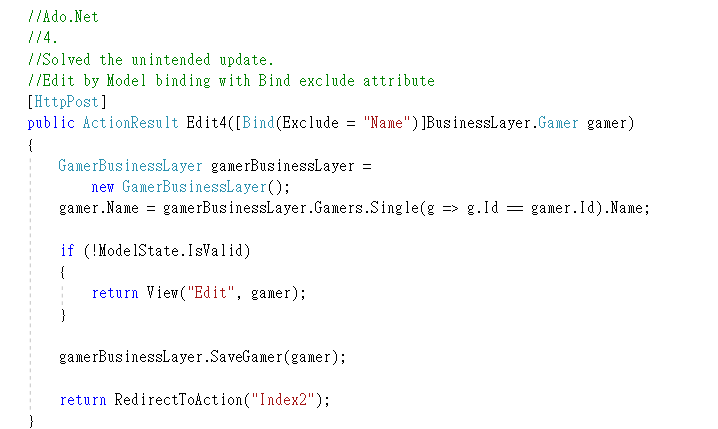 //Ado.Net
//4.
//Solved the unintended update.
//Edit by Model binding with Bind exclude attribute
[HttpPost]
public ActionResult Edit4([Bind(Exclude = "Name")]BusinessLayer.Gamer gamer)
{
GamerBusinessLayer gamerBusinessLayer =
new GamerBusinessLayer();
gamer.Name = gamerBusinessLayer.Gamers.Single(g => g.Id == gamer.Id).Name;
if (!ModelState.IsValid)
{
return View("Edit", gamer);
}
gamerBusinessLayer.SaveGamer(gamer);
return RedirectToAction("Index2");
}